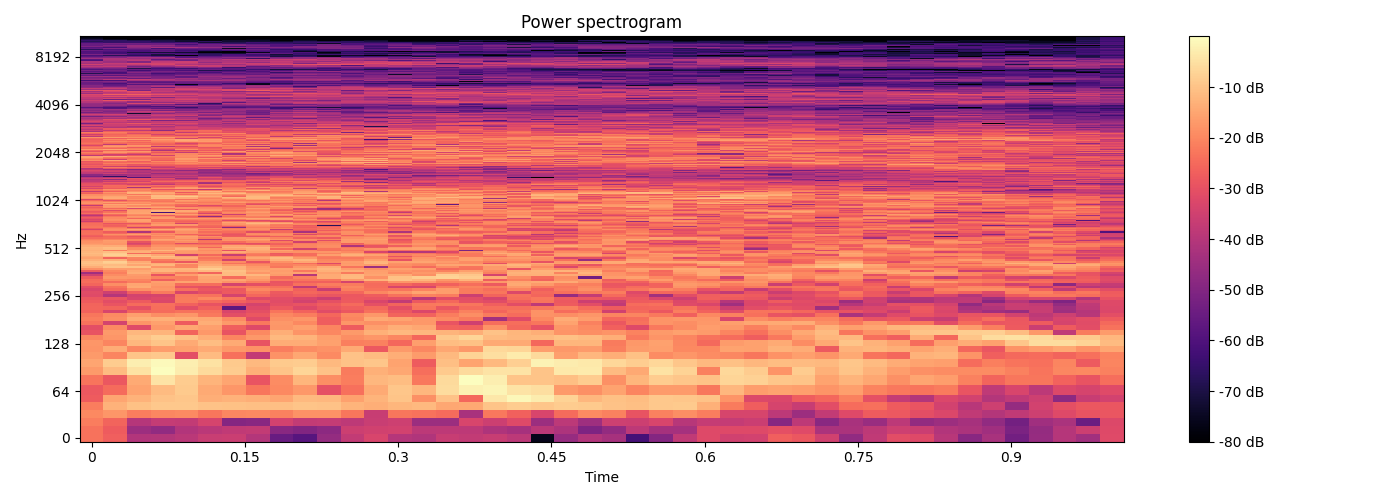 Power spectrogram
Hz
8192
4096
2048
1024
512
256
128
64
0
0 0.15 0.3 0.45 0.6 0.75 0.9
Time
-10 dB
-20 dB
-30 dB
-40 dB
-50 dB
-60 dB
-70 dB
-80 dB